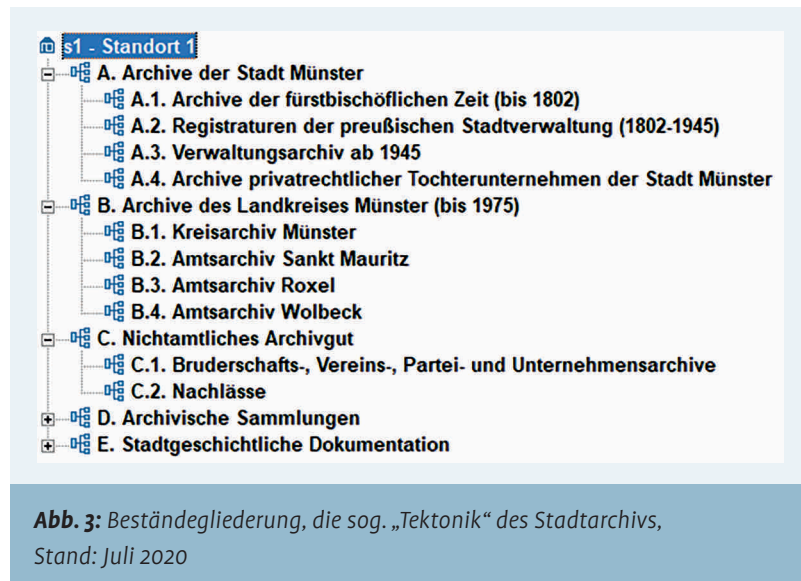 s1 - Standort 1
A. Archive der Stadt Münster
A.1. Archive der fürstbischöflichen Zeit (bis 1802)
A.2. Registraturen der preußischen Stadtverwaltung (1802-1945)
A.3. Verwaltungsarchiv ab 1945
A.4. Archive privatrechtlicher Tochterunternehmen der Stadt Münster
B. Archive des Landkreises Münster (bis 1975)
B.1. Kreisarchiv Münster
B.2. Amtsarchiv Sankt Mauritz
B.3. Amtsarchiv Roxel
B.4. Amtsarchiv Wolbeck
C. Nichtamtliches Archivgut
C.1. Bruderschafts-, Vereins-, Partei- und Unternehmensarchive
C.2. Nachlässe
D. Archivische Sammlungen
E. Stadtgeschichtliche Dokumentation
Abb. 3: Beständegliederung, die sog. „Tektonik“ des Stadtarchivs,
Stand: Juli 2020